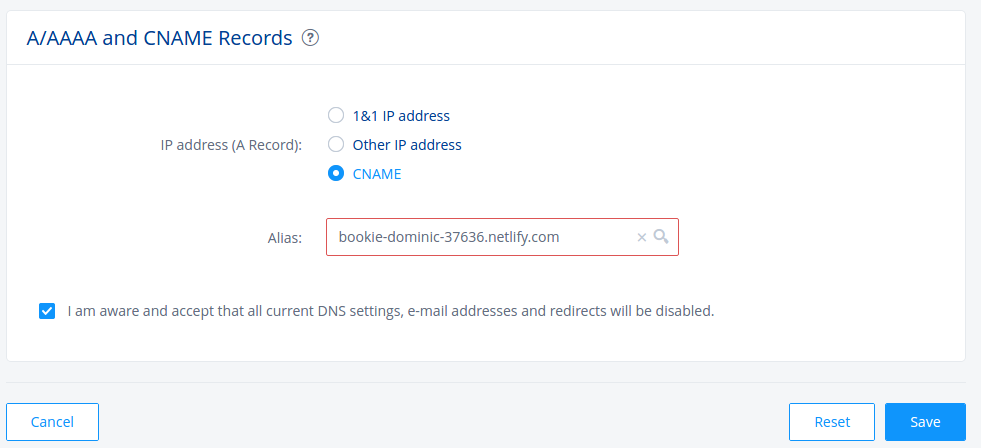 A/AAAA and CNAME Records ?
1&1 IP address
IP address (A Record):
Other IP address
CNAME
Alias:
bookie-dominic-37636.netlify.com
I am aware and accept that all current DNS settings, e-mail addresses and redirects will be disabled.
Cancel
Reset
Save